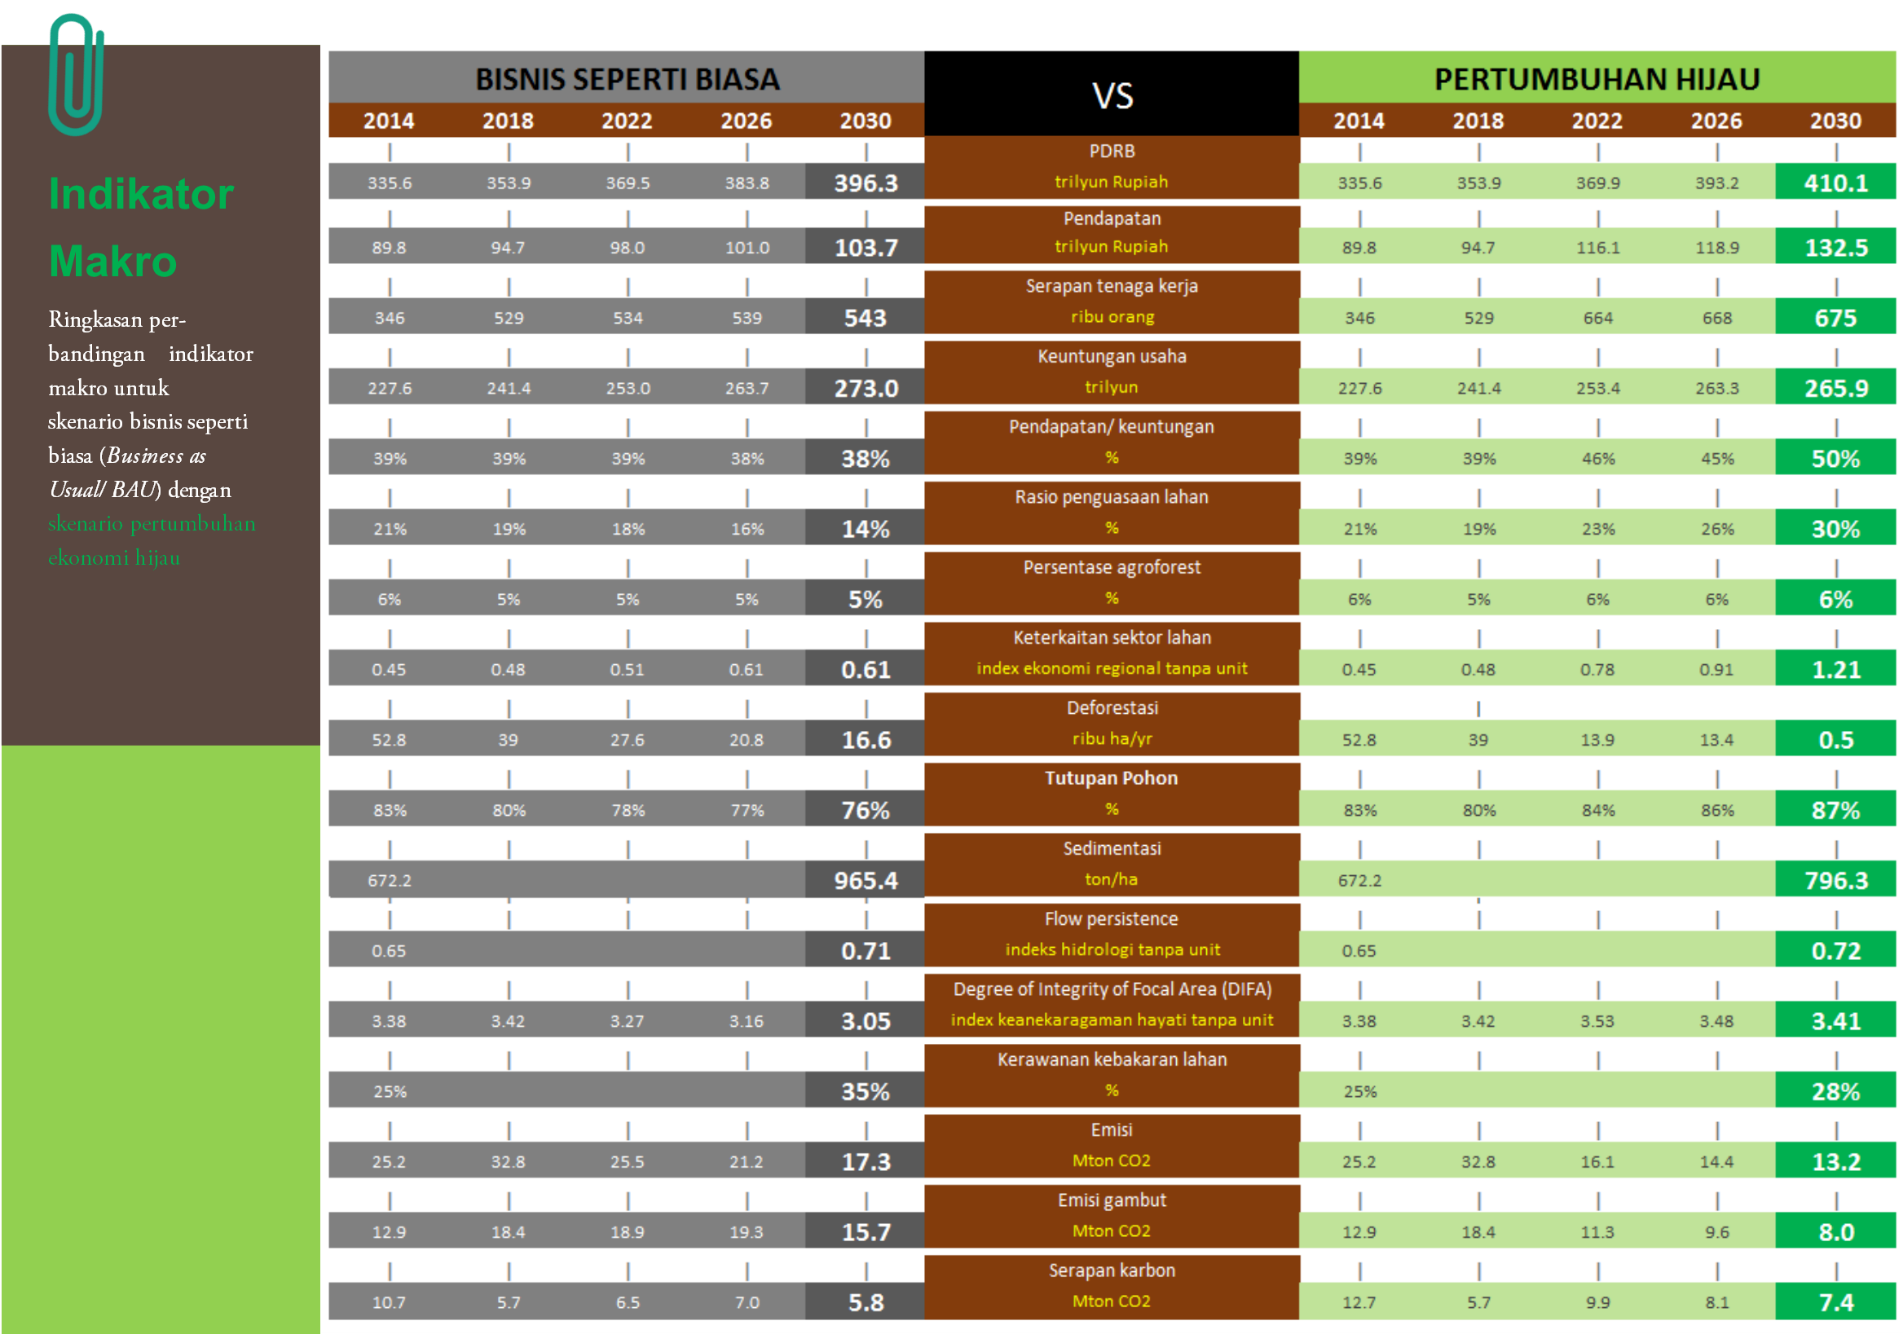 Indikator
Makro
Ringkasan per-
bandingan indikator
makro untuk
skenario bisnis seperti
biasa (Business as
Usual/ BAU) dengan
skenario pertumbuhan
ekonomi hijau
BISNIS SEPERTI BIASA VS PERTUMBUHAN HIJAU
2014 2018 2022 2026 2030 2014 2018 2022 2026 2030
PDRB
335.6 353.9 369.5 383.8 396.3 trilyun Rupiah 335.6 353.9 369.9 393.2 410.1
Pendapatan
89.8 94.7 98.0 101.0 103.7 trilyun Rupiah 89.8 94.7 116.1 118.9 132.5
Serapan tenaga kerja
346 529 534 539 543 ribu orang 346 529 664 668 675
Keuntungan usaha
227.6 241.4 253.0 263.7 273.0 trilyun 227.6 241.4 253.4 263.3 265.9
Pendapatan/ keuntungan
39% 39% 39% 38% 38% % 39% 39% 46% 45% 50%
Rasio penguasaan lahan
21% 19% 18% 16% 14% % 21% 19% 23% 26% 30%
Persentase agroforest
6% 5% 5% 5% 5% % 6% 5% 6% 6% 6%
Keterkaitan sektor lahan
0.45 0.48 0.51 0.61 0.61 index ekonomi regional tanpa unit 0.45 0.48 0.78 0.91 1.21
Deforestasi
52.8 39 27.6 20.8 16.6 ribu ha/yr 52.8 39 13.9 13.4 0.5
Tutupan Pohon
83% 80% 78% 77% 76% % 83% 80% 84% 86% 87%
Sedimentasi
672.2 965.4 ton/ha 672.2 796.3
Flow persistence
0.65 0.71 indeks hidrologi tanpa unit 0.65 0.72
Degree of Integrity of Focal Area (DIFA)
3.38 3.42 3.27 3.16 3.05 index keanekaragaman hayati tanpa unit 3.38 3.42 3.53 3.48 3.41
Kerawanan kebakaran lahan
25% 35% % 25% 28%
Emisi
25.2 32.8 25.5 21.2 17.3 Mton CO2 25.2 32.8 16.1 14.4 13.2
Emisi gambut
12.9 18.4 18.9 19.3 15.7 Mton CO2 12.9 18.4 11.3 9.6 8.0
Serapan karbon
10.7 5.7 6.5 7.0 5.8 Mton CO2 12.7 5.7 9.9 8.1 7.4